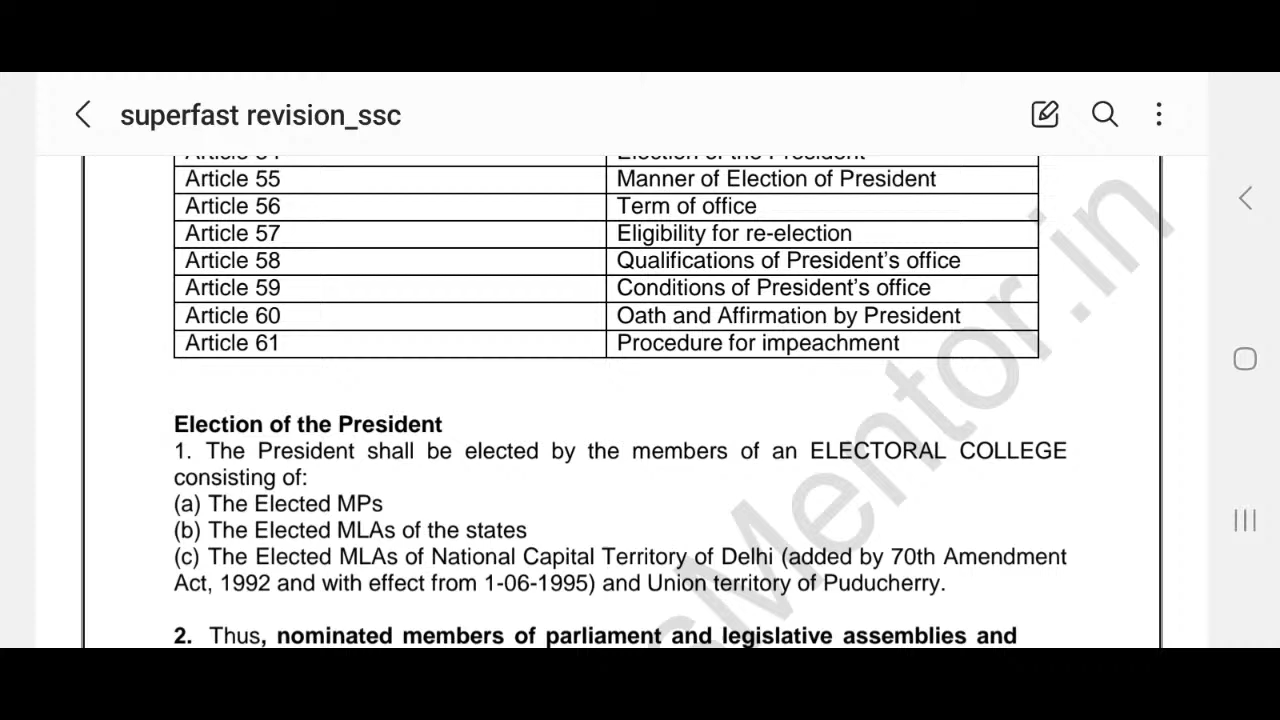 superfast revision_ssc
Article 55 Manner of Election of President
Article 56 Term of office
Article 57 Eligibility for re-election
Article 58 Qualifications of President's office
Article 59 Conditions of President's office
Article 60 Oath and Affirmation by President
Article 61 Procedure for impeachment
Election of the President
1. The President shall be elected by the members of an ELECTORAL COLLEGE
consisting of:
(a) The Elected MPs
(b) The Elected MLAs of the states
(c) The Elected MLAs of National Capital Territory of Delhi (added by 70th Amendment
Act, 1992 and with effect from 1-06-1995) and Union territory of Puducherry.
2. Thus, nominated members of parliament and legislative assemblies and